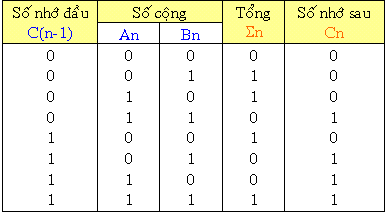 Số nhớ đầu Số cộng Tổng Số nhớ sau
C(n-1) An Bn Σn Cn
0 0 0 0 0
0 0 1 1 0
0 1 0 1 0
0 1 1 0 1
1 0 0 1 0
1 0 1 0 1
1 1 0 0 1
1 1 1 1 1